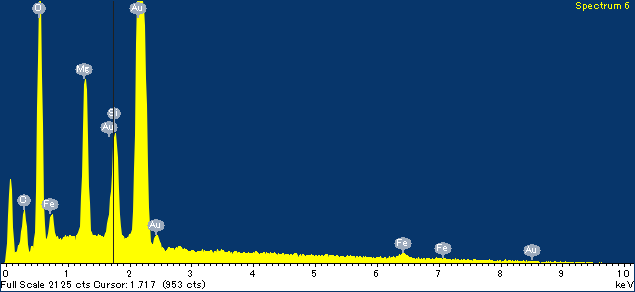 Spectrum 6
O
Au
Mg
Si
Au
O
Fe
Au
Fe
Fe
Au
0 1 2 3 4 5 6 7 8 9 10
Full Scale 2125 cts Cursor: 1.717 (953 cts) keV